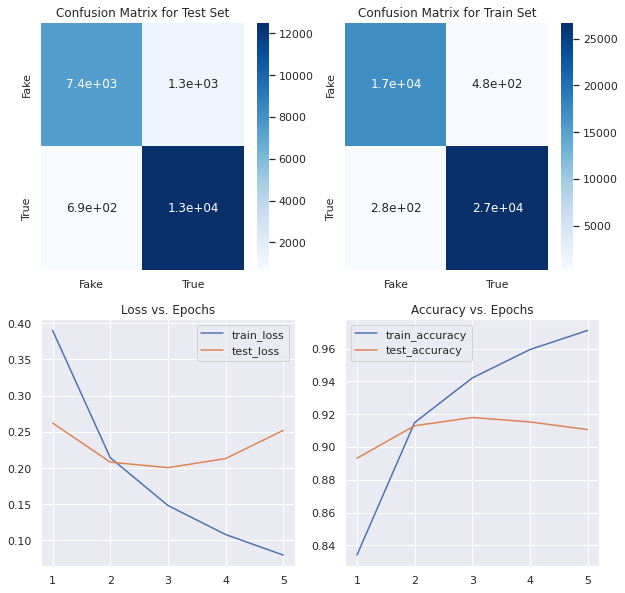 Confusion Matrix for Test Set
Fake
True
7.4e+03
1.3e+03
6.9e+02
1.3e+04
Fake
True
12000
10000
8000
6000
4000
2000
Confusion Matrix for Train Set
Fake
True
1.7e+04
4.8e+02
2.8e+02
2.7e+04
Fake
True
25000
20000
15000
10000
5000
Loss vs. Epochs
0.40
0.35
0.30
0.25
0.20
0.15
0.10
train_loss
test_loss
1
2
3
4
5
Accuracy vs. Epochs
0.96
0.94
0.92
0.90
0.88
0.86
0.84
train_accuracy
test_accuracy
1
2
3
4
5